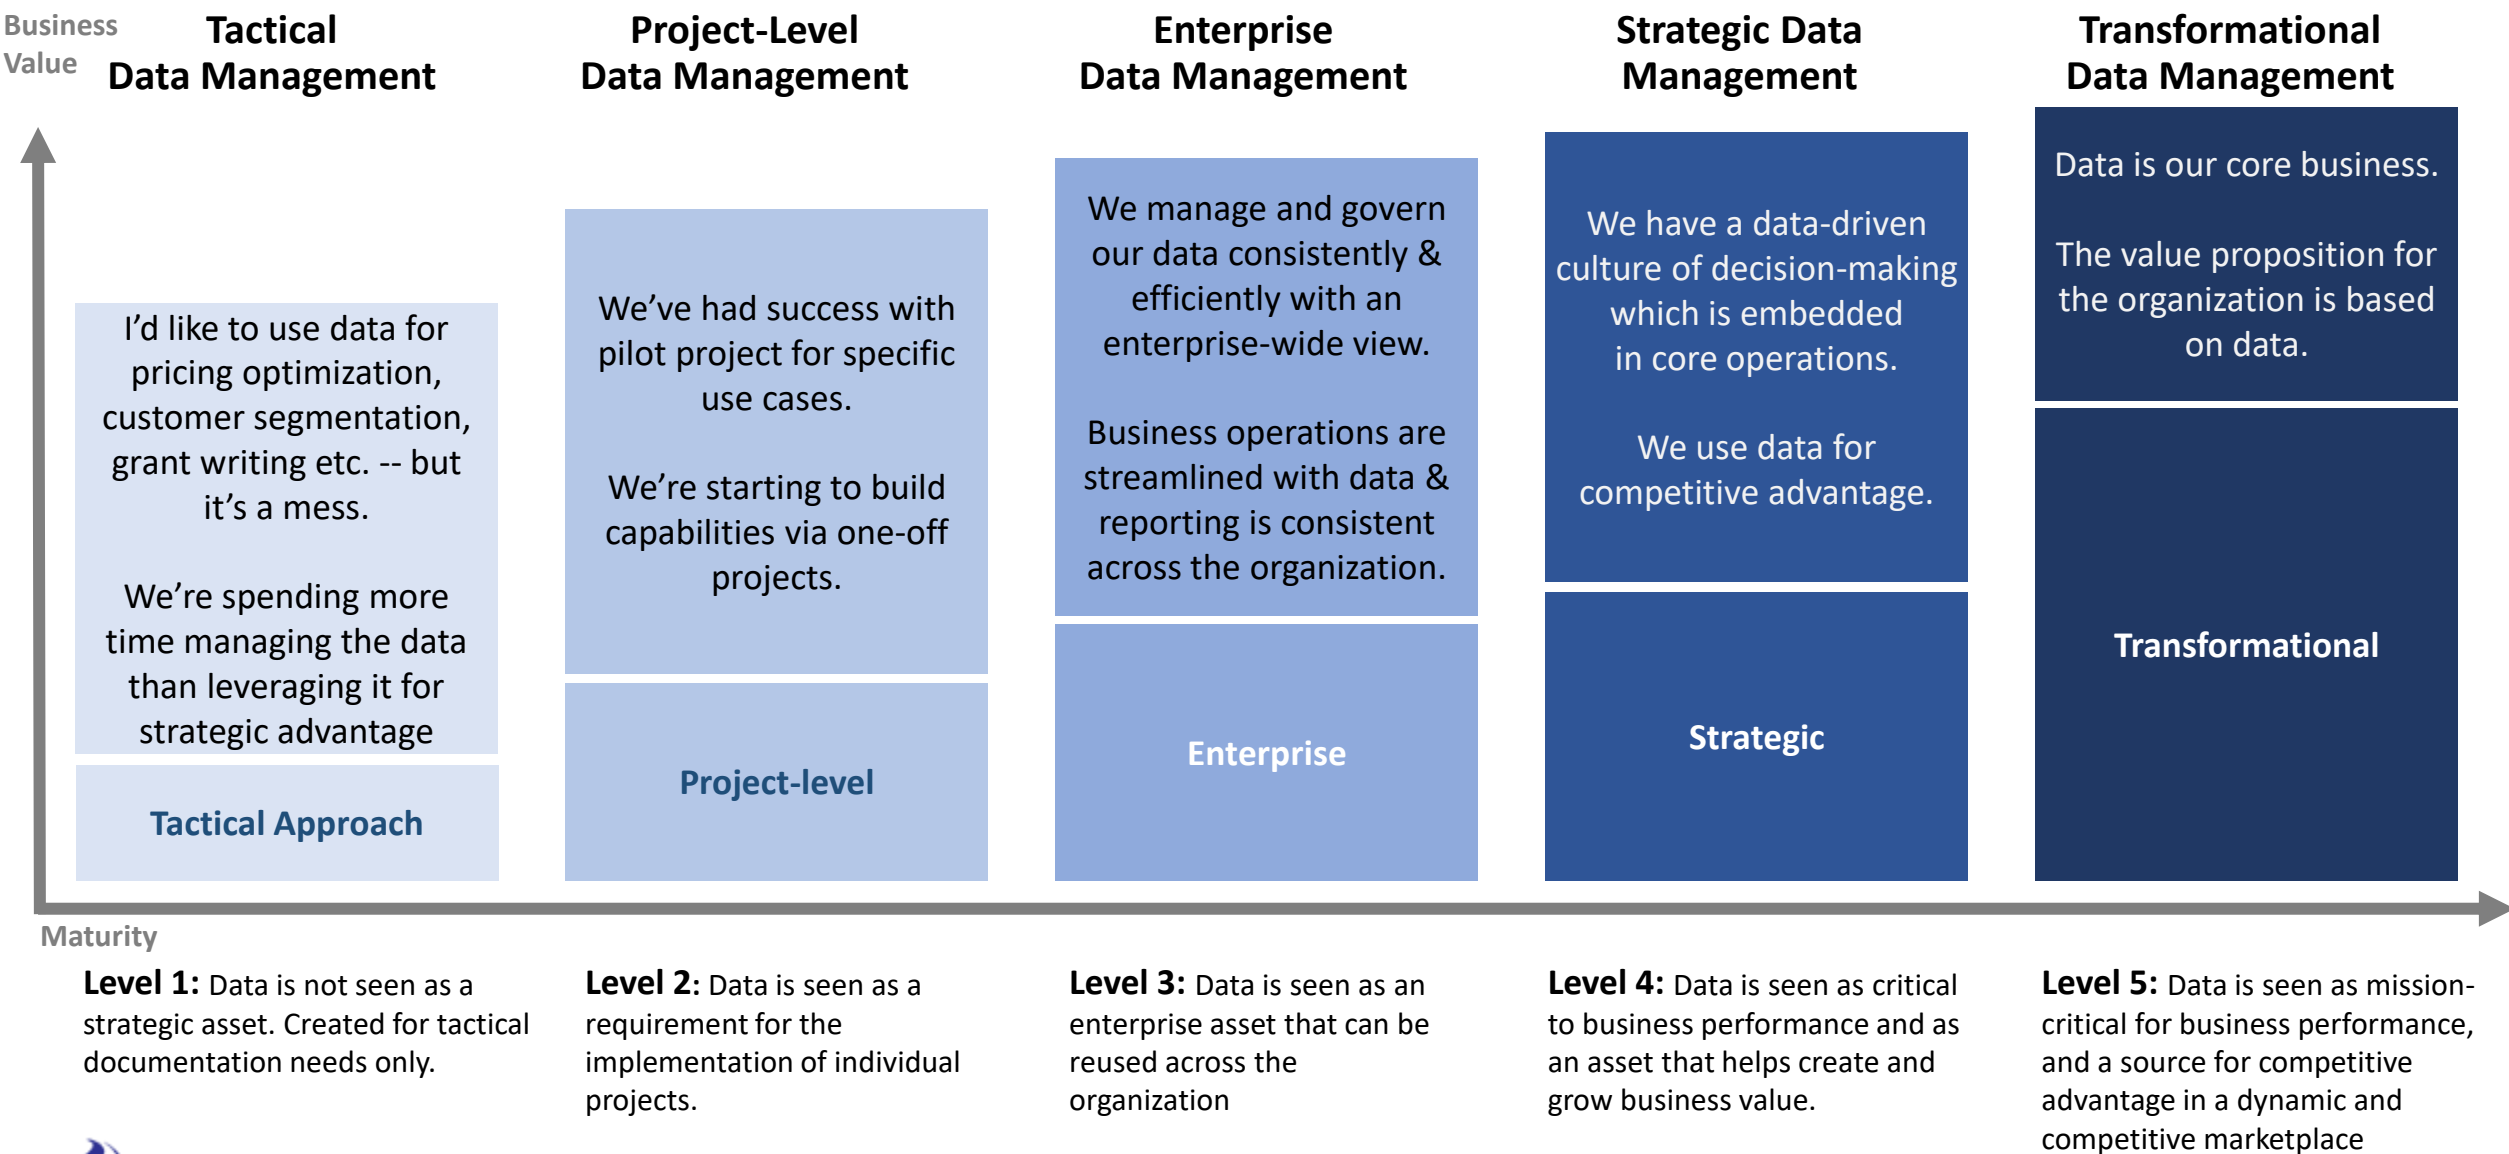 Business
Value
Tactical
Data Management
Project-Level
Data Management
Enterprise
Data Management
Strategic Data
Management
Transformational
Data Management
I’d like to use data for
pricing optimization,
customer segmentation,
grant writing etc. -- but
it’s a mess.
We’re spending more
time managing the data
than leveraging it for
strategic advantage
Tactical Approach
We’ve had success with
pilot project for specific
use cases.
We’re starting to build
capabilities via one-off
projects.
Project-level
We manage and govern
our data consistently &
efficiently with an
enterprise-wide view.
Business operations are
streamlined with data &
reporting is consistent
across the organization.
Enterprise
We have a data-driven
culture of decision-making
which is embedded
in core operations.
We use data for
competitive advantage.
Strategic
Data is our core business.
The value proposition for
the organization is based
on data.
Transformational
Maturity
Level 1: Data is not seen as a
strategic asset. Created for tactical
documentation needs only.
Level 2: Data is seen as a
requirement for the
implementation of individual
projects.
Level 3: Data is seen as an
enterprise asset that can be
reused across the
organization
Level 4: Data is seen as critical
to business performance and as
an asset that helps create and
grow business value.
Level 5: Data is seen as mission-
critical for business performance,
and a source for competitive
advantage in a dynamic and
competitive marketplace